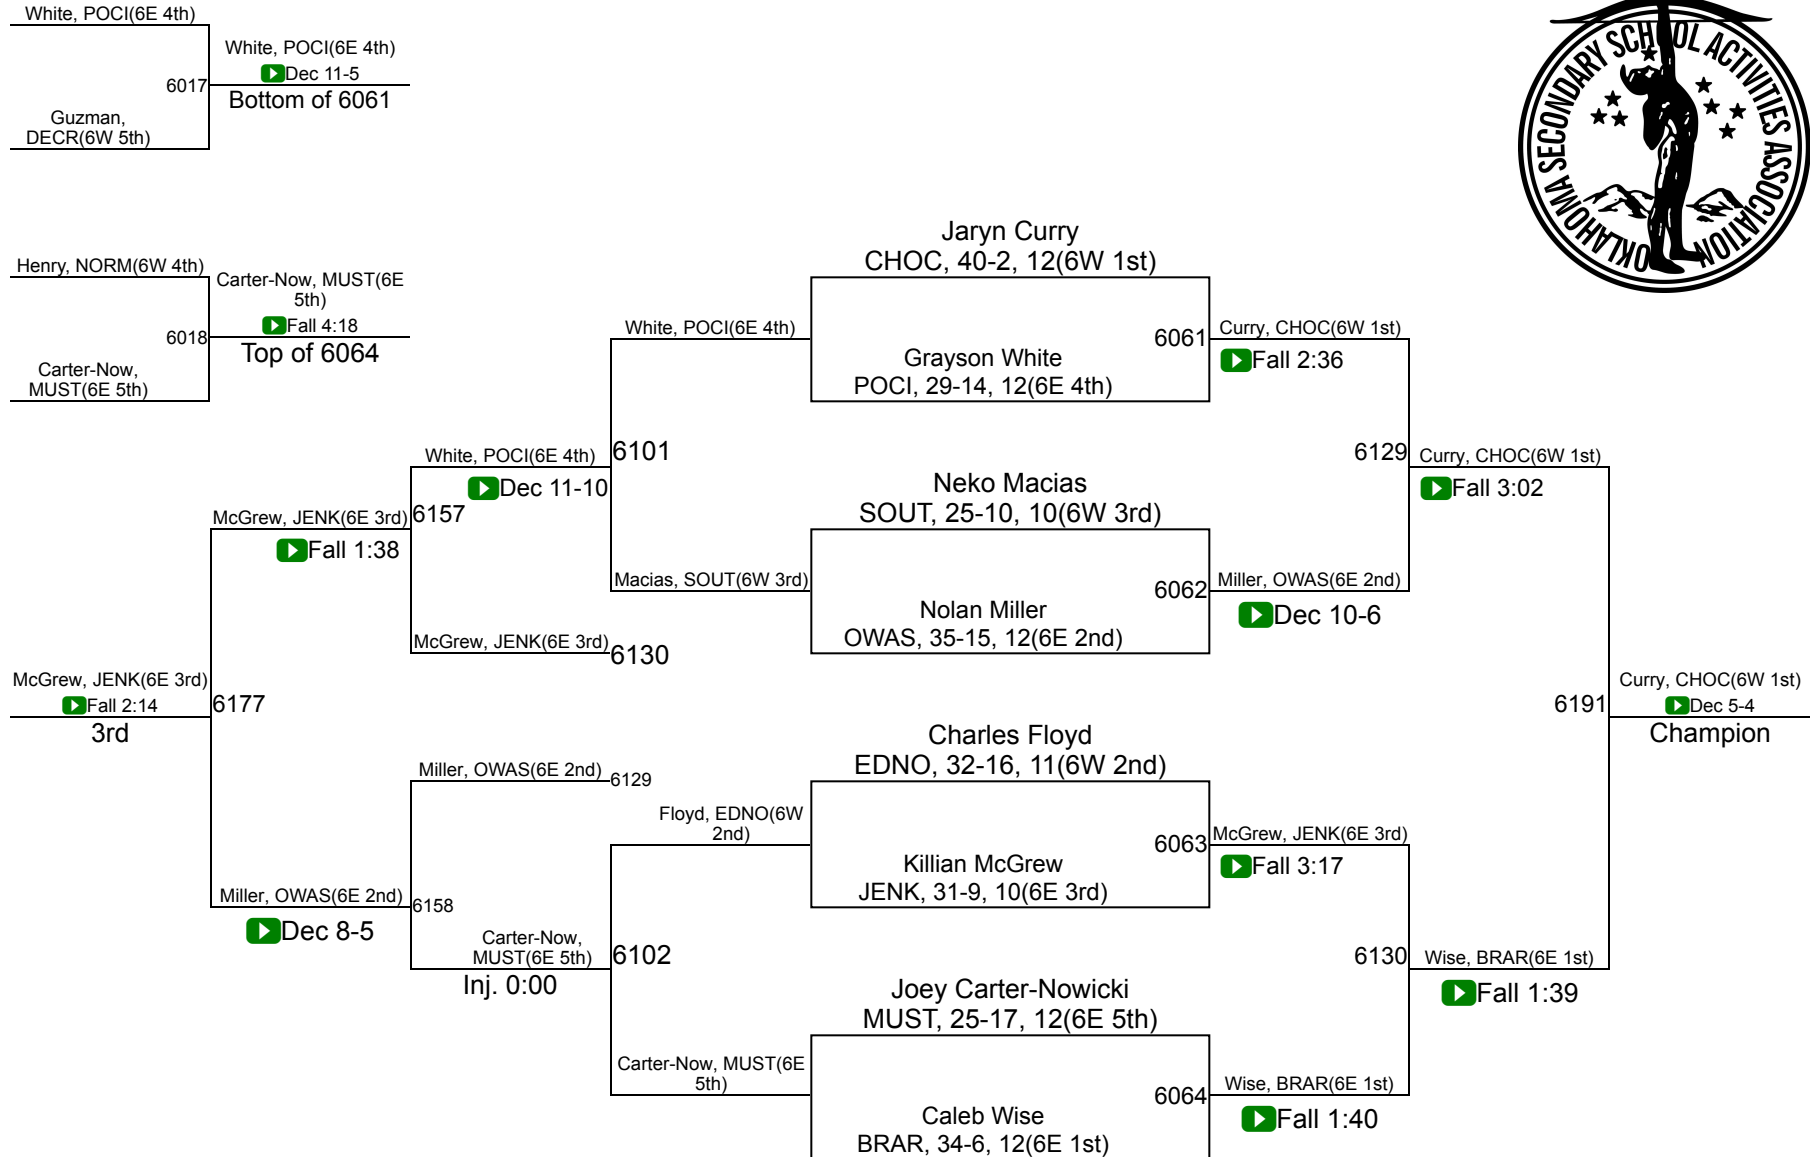 White, POCI(6E 4th)
White, POCI(6E 4th)
Dec 11-5
6017
Bottom of 6061
Guzman,
DECR(6W 5th)
OKLAHOMA SECONDARY SCHOOL ACTIVITIES ASSOCIATION
Henry, NORM(6W 4th)
Carter-Now, MUST(6E
5th)
Fall 4:18
6018
Top of 6064
Carter-Now,
MUST(6E 5th)
Jaryn Curry
CHOC, 40-2, 12(6W 1st)
White, POCI(6E 4th)
6061
Curry, CHOC(6W 1st)
Fall 2:36
Grayson White
POCI, 29-14, 12(6E 4th)
White, POCI(6E 4th)
6101
Dec 11-10
6129
Curry, CHOC(6W 1st)
Fall 3:02
Neko Macias
SOUT, 25-10, 10(6W 3rd)
McGrew, JENK(6E 3rd)
6157
Fall 1:38
Macias, SOUT(6W 3rd)
6062
Miller, OWAS(6E 2nd)
Dec 10-6
Nolan Miller
OWAS, 35-15, 12(6E 2nd)
McGrew, JENK(6E 3rd)
6130
McGrew, JENK(6E 3rd)
Fall 2:14
6177
3rd
6191
Curry, CHOC(6W 1st)
Dec 5-4
Champion
Charles Floyd
EDNO, 32-16, 11(6W 2nd)
Miller, OWAS(6E 2nd)
6129
Floyd, EDNO(6W
2nd)
6063
McGrew, JENK(6E 3rd)
Fall 3:17
Killian McGrew
JENK, 31-9, 10(6E 3rd)
Miller, OWAS(6E 2nd)
6158
Dec 8-5
Carter-Now,
MUST(6E 5th)
6102
Inj. 0:00
6130
Wise, BRAR(6E 1st)
Fall 1:39
Joey Carter-Nowicki
MUST, 25-17, 12(6E 5th)
Carter-Now, MUST(6E
5th)
6064
Wise, BRAR(6E 1st)
Fall 1:40
Caleb Wise
BRAR, 34-6, 12(6E 1st)